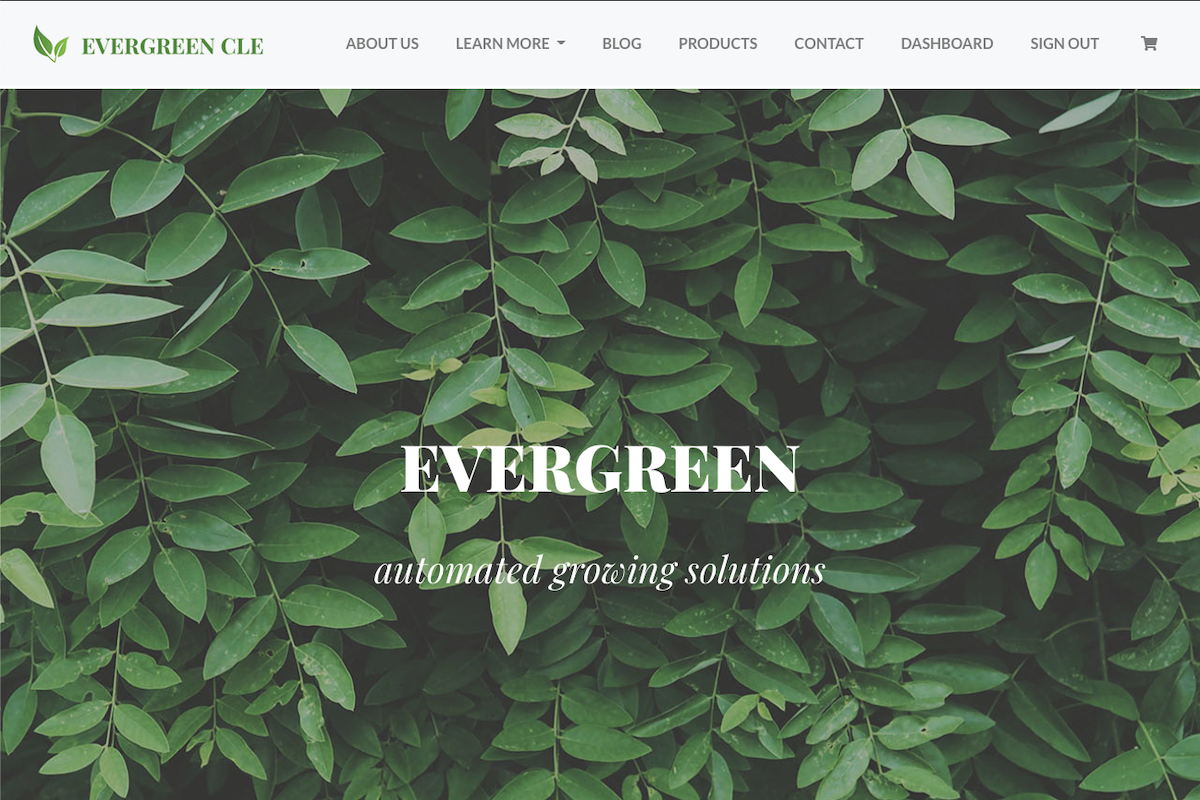 EVERGREEN CLE
ABOUT US
LEARN MORE
BLOG
PRODUCTS
CONTACT
DASHBOARD
SIGN OUT
EVERGREEN
automated growing solutions